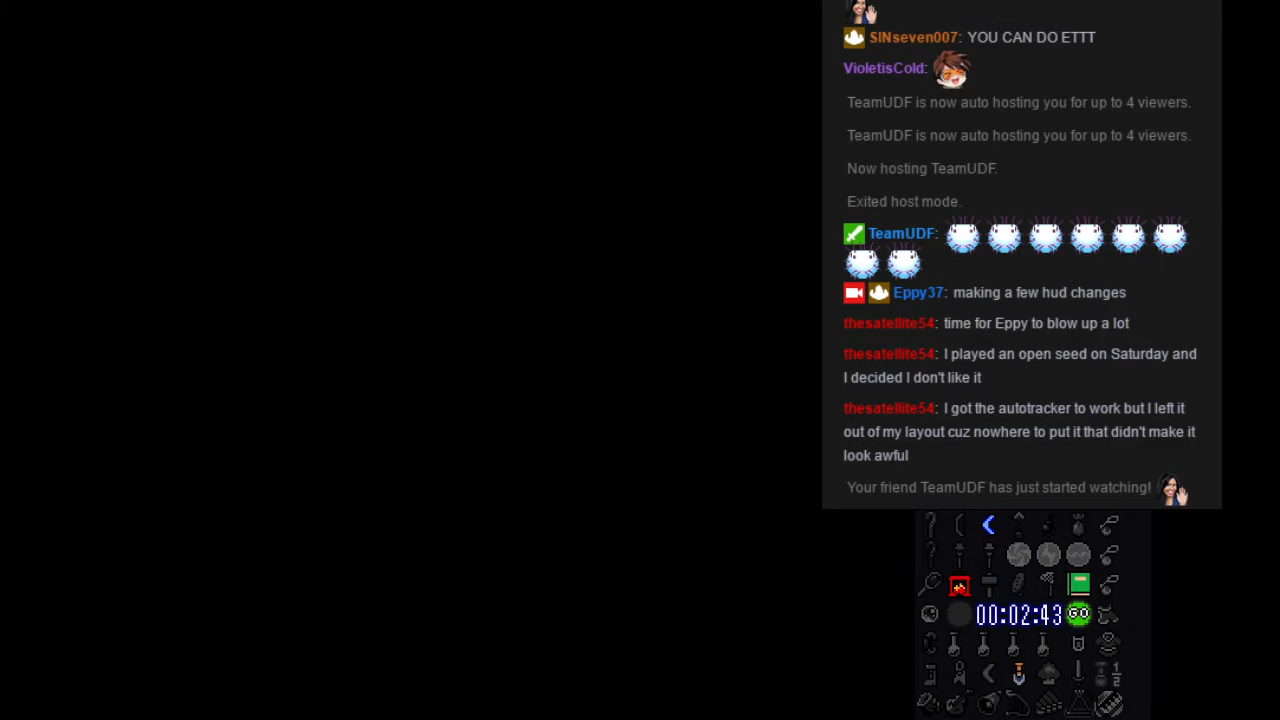 SINseven007: YOU CAN DO ETTT
VioletisCold:
TeamUDF is now auto hosting you for up to 4 viewers.
TeamUDF is now auto hosting you for up to 4 viewers.
Now hosting TeamUDF.
Exited host mode.
TeamUDF:
Eppy37: making a few hud changes
thesatellite54: time for Eppy to blow up a lot
thesatellite54: I played an open seed on Saturday and
I decided I don't like it
thesatellite54: I got the autotracker to work but I left it
out of my layout cuz nowhere to put it that didn't make it
look awful
Your friend TeamUDF has just started watching!
00:02:43 GO
1/2